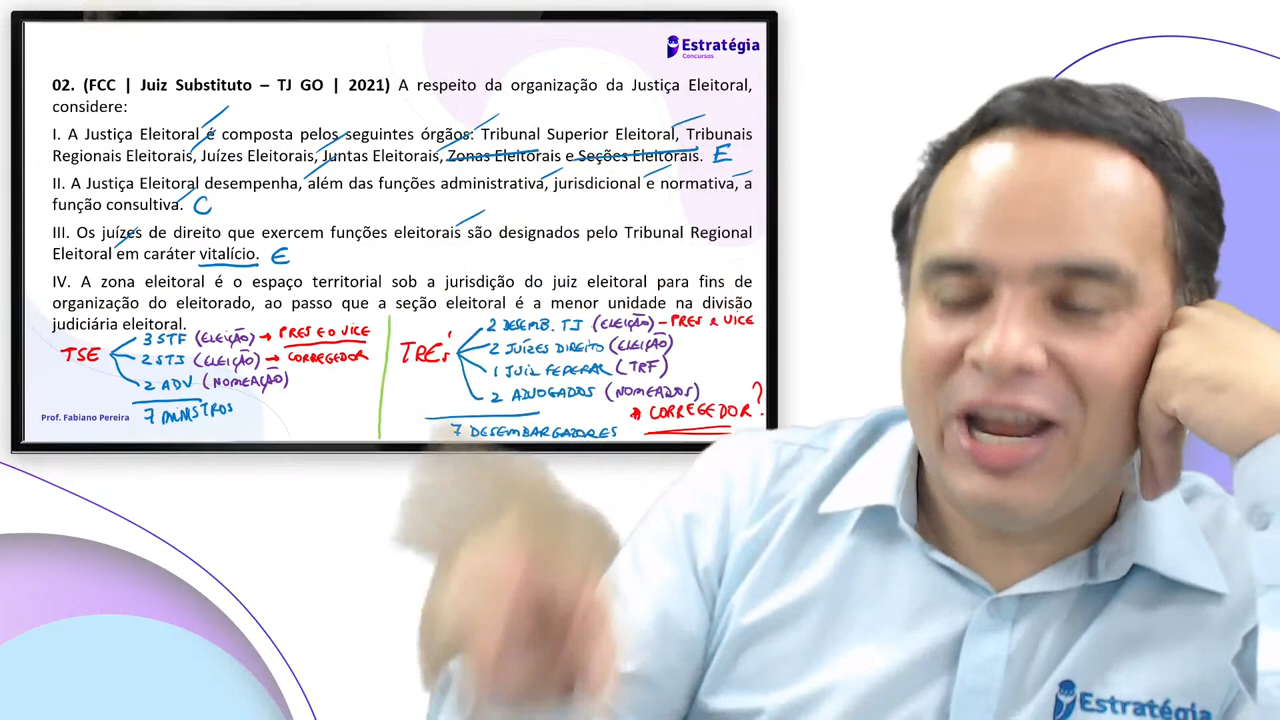 Estratégia
Concursos
02. (FCC | Juiz Substituto – TJ GO | 2021) A respeito da organização da Justiça Eleitoral,
considere:
I. A Justiça Eleitoral é composta pelos seguintes órgãos: Tribunal Superior Eleitoral, Tribunais
Regionais Eleitorais, Juízes Eleitorais, Juntas Eleitorais, Zonas Eleitorais e Seções Eleitorais. E
II. A Justiça Eleitoral desempenha, além das funções administrativa, jurisdicional e normativa, a
função consultiva. C
III. Os juízes de direito que exercem funções eleitorais são designados pelo Tribunal Regional
Eleitoral em caráter vitalício. E
IV. A zona eleitoral é o espaço territorial sob a jurisdição do juiz eleitoral para fins de
organização do eleitorado, ao passo que a seção eleitoral é a menor unidade na divisão
judiciária eleitoral.
TSE
3 STF (ELEIÇÃO) → PRES E O VICE
2 STJ (ELEIÇÃO) → CORREGEDOR
2 ADV (NOMEAÇÃO)
7 MINISTROS
TREs
2 DESEMB. TJ (ELEIÇÃO) – PRES E VICE
2 JUÍZES DIREITO (ELEIÇÃO)
1 JUIZ FEDERAL (TRF)
2 ADVOGADOS (NOMEADOS)
* CORREGEDOR?
7 DESEMBARGADORES
Prof. Fabiano Pereira
Estratégia